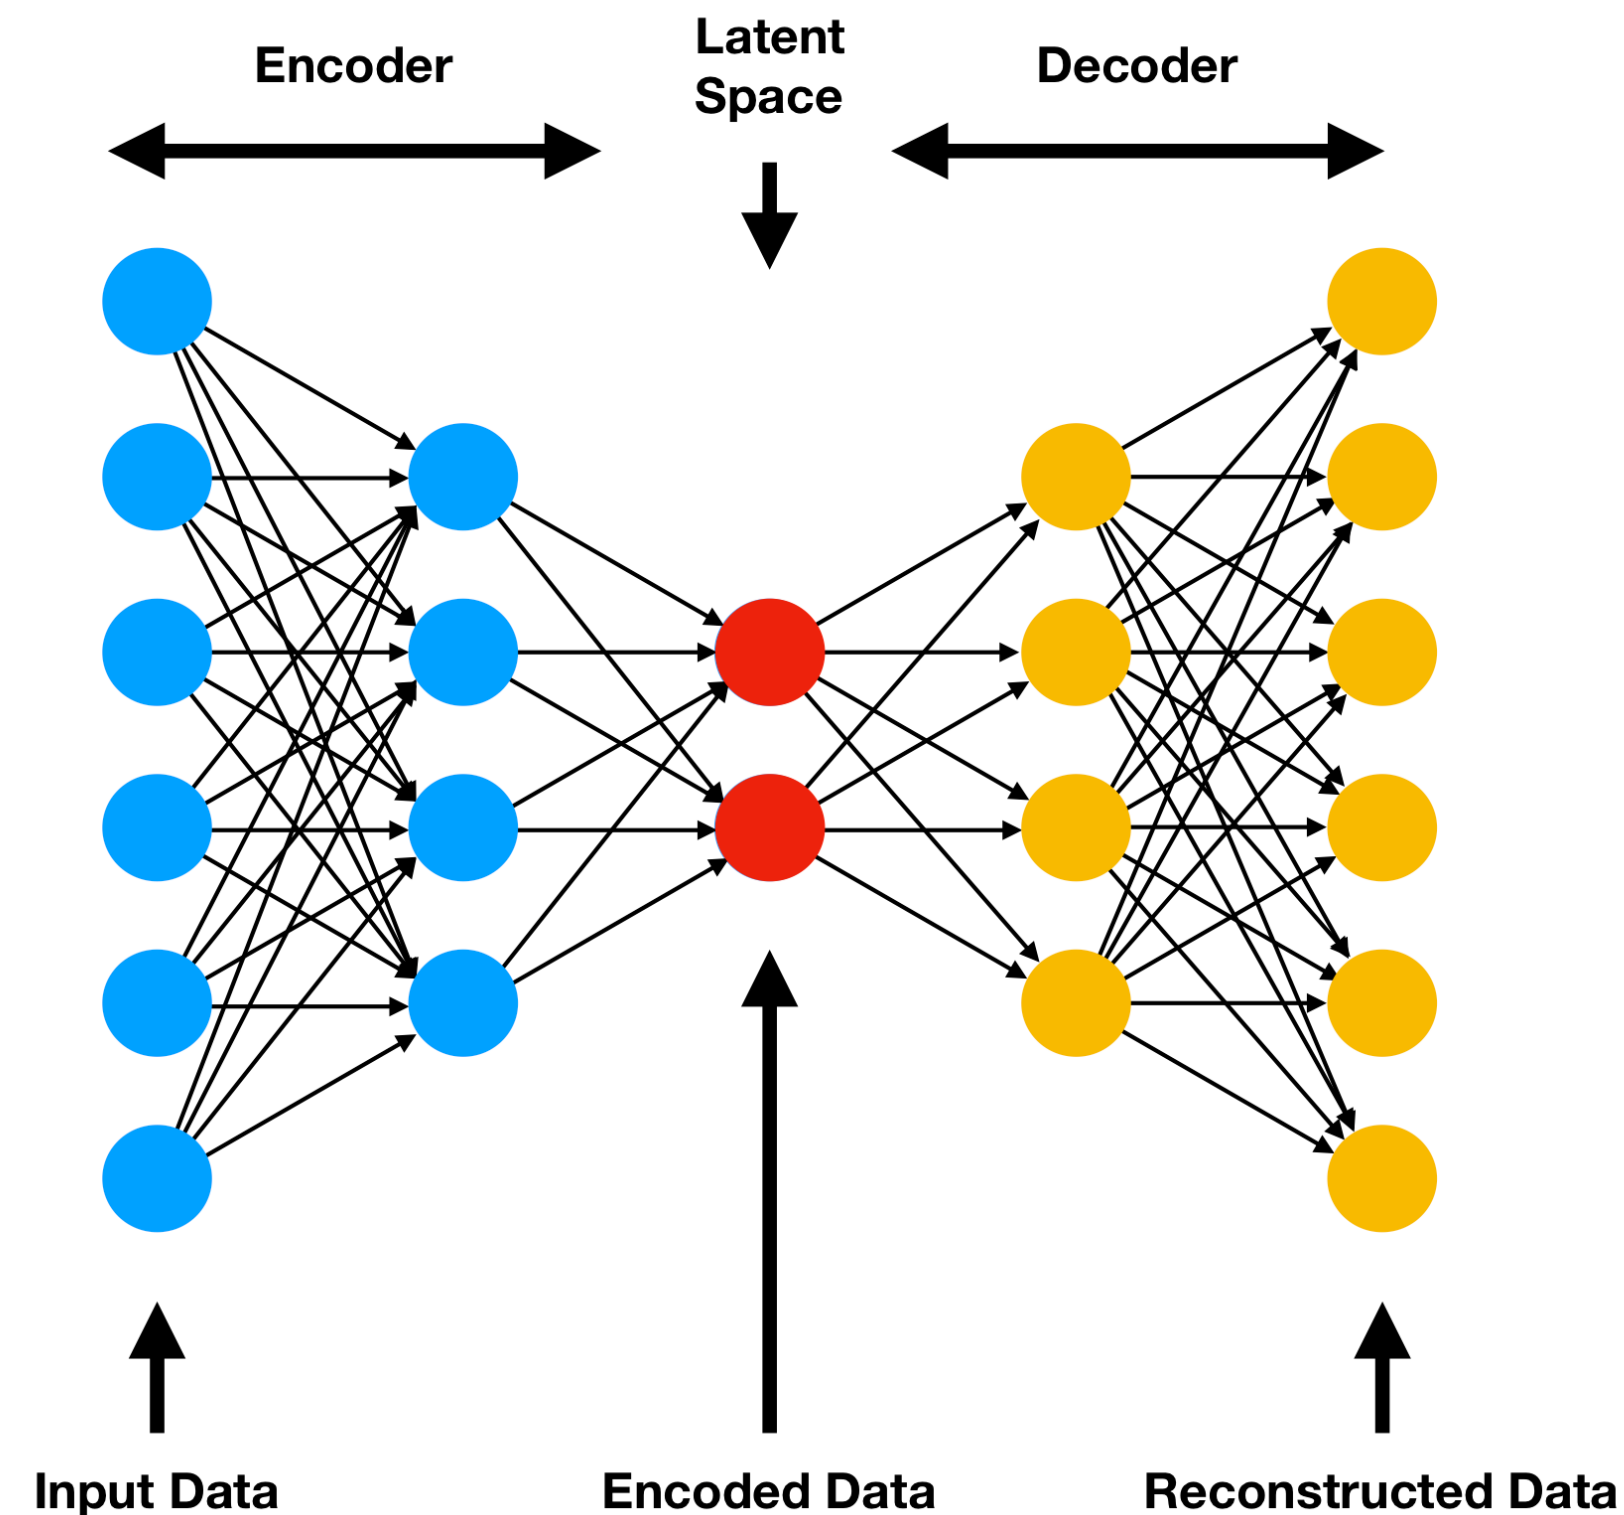 Encoder
Latent
Space
Decoder
Input Data
Encoded Data
Reconstructed Data